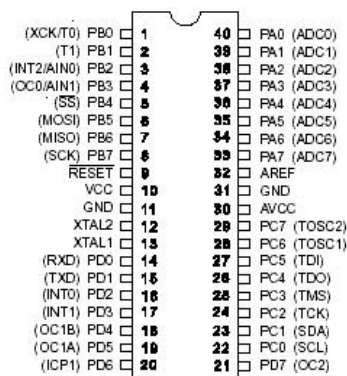 (XCK/T0) PB0 1 40 PA0 (ADC0)
(T1) PB1 2 39 PA1 (ADC1)
(INT2/AIN0) PB2 3 38 PA2 (ADC2)
(OC0/AIN1) PB3 4 37 PA3 (ADC3)
(SS) PB4 5 36 PA4 (ADC4)
(MOSI) PB5 6 35 PA5 (ADC5)
(MISO) PB6 7 34 PA6 (ADC6)
(SCK) PB7 8 33 PA7 (ADC7)
RESET 9 32 AREF
VCC 10 31 GND
GND 11 30 AVCC
XTAL2 12 29 PC7 (TOSC2)
XTAL1 13 28 PC6 (TOSC1)
(RXD) PD0 14 27 PC5 (TDI)
(TXD) PD1 15 26 PC4 (TDO)
(INT0) PD2 16 25 PC3 (TMS)
(INT1) PD3 17 24 PC2 (TCK)
(OC1B) PD4 18 23 PC1 (SDA)
(OC1A) PD5 19 22 PC0 (SCL)
(ICP1) PD6 20 21 PD7 (OC2)